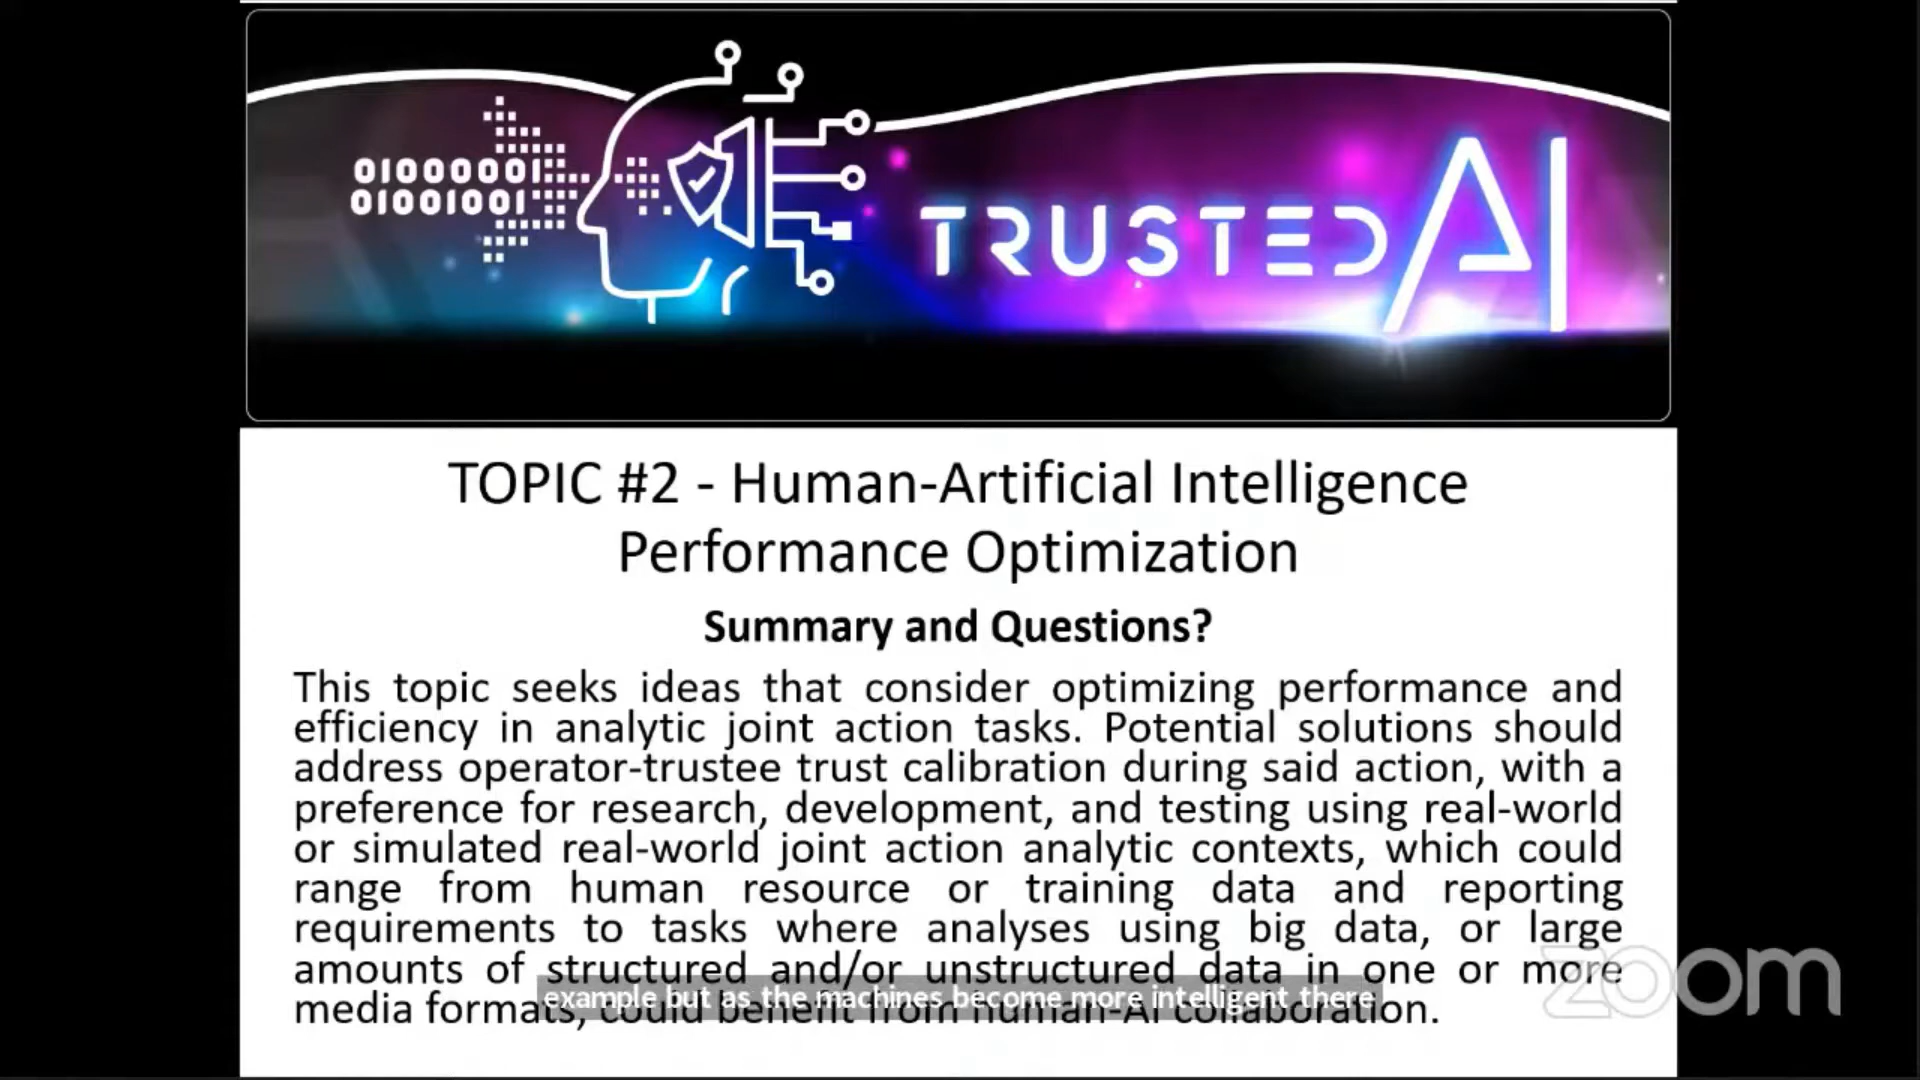 01000001
01001001
TRUSTED AI
TOPIC #2 - Human-Artificial Intelligence
Performance Optimization
Summary and Questions?
This topic seeks ideas that consider optimizing performance and
efficiency in analytic joint action tasks. Potential solutions should
address operator-trustee trust calibration during said action, with a
preference for research, development, and testing using real-world
or simulated real-world joint action analytic contexts, which could
range from human resource or training data and reporting
requirements to tasks where analyses using big data, or large
amounts of structured and/or unstructured data in one or more
media formats, could benefit from human-AI collaboration.
example but as the machines become more intelligent there
zoom